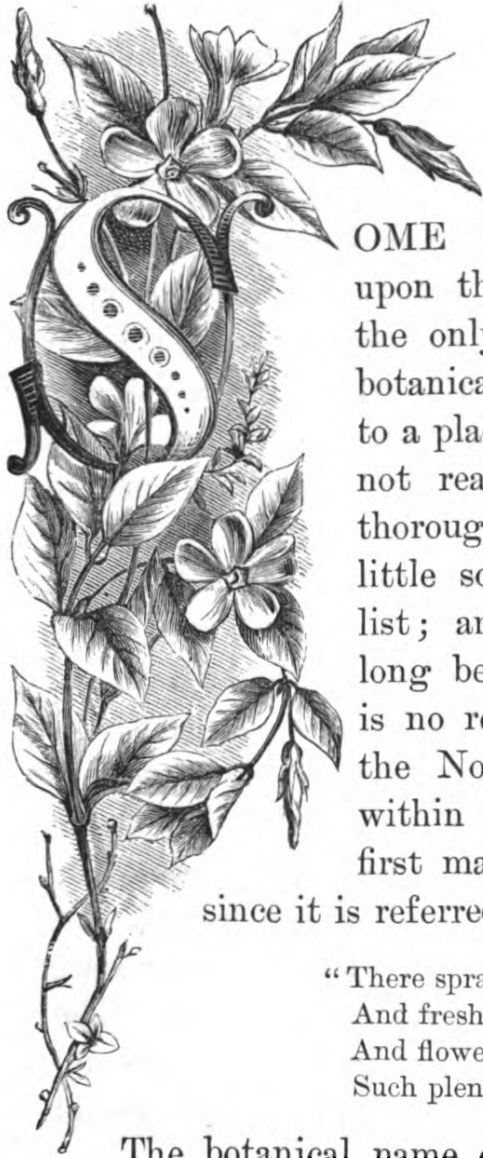 SOME
upon th
the only
botanica
to a pla
not rea
thoroug
little so
list; an
long be
is no re
the No
within
first ma
since it is referred
"There spra
And fresh
And flowe
Such plen
The botanical name